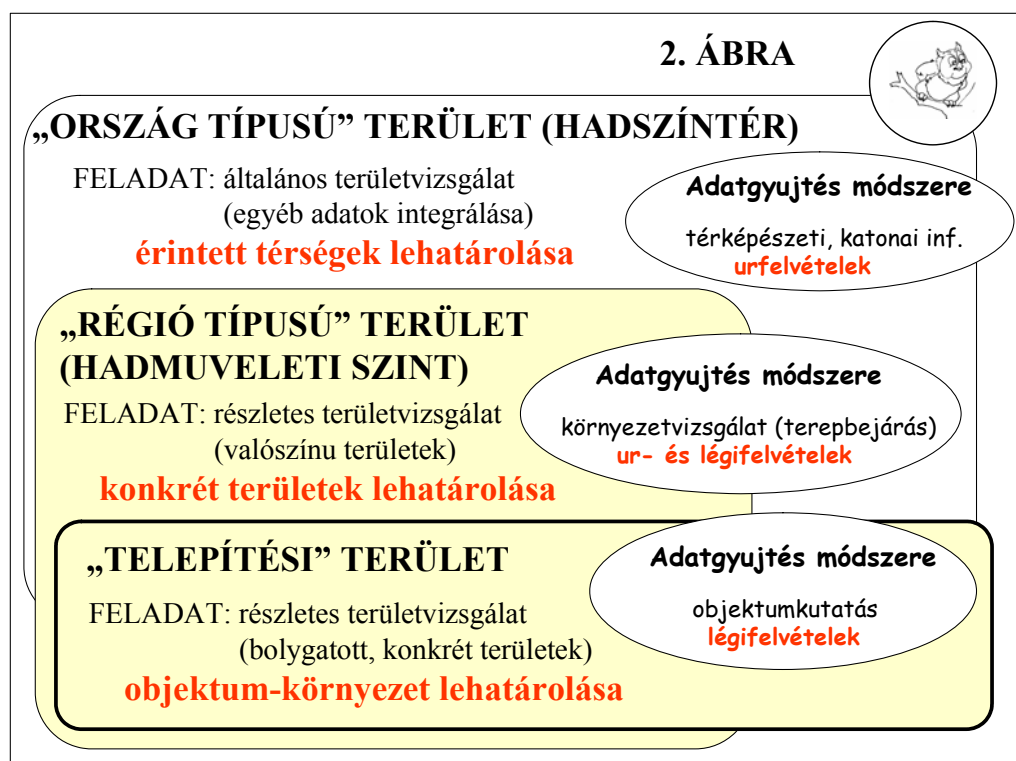 2. ÁBRA
„ORSZÁG TÍPUSÚ” TERÜLET (HADSZÍNTÉR)
FELADAT: általános területvizsgálat
(egyéb adatok integrálása)
érintett térségek lehatárolása
Adatgyujtés módszere
térképészeti, katonai inf.
urfelvételek
„RÉGIÓ TÍPUSÚ” TERÜLET
(HADMUVELETI SZINT)
FELADAT: részletes területvizsgálat
(valószínu területek)
konkrét területek lehatárolása
Adatgyujtés módszere
környezetvizsgálat (terepbejárás)
ur- és légifelvételek
„TELEPÍTÉSI” TERÜLET
FELADAT: részletes területvizsgálat
(bolygatott, konkrét területek)
objektum-környezet lehatárolása
Adatgyujtés módszere
objektumkutatás
légifelvételek